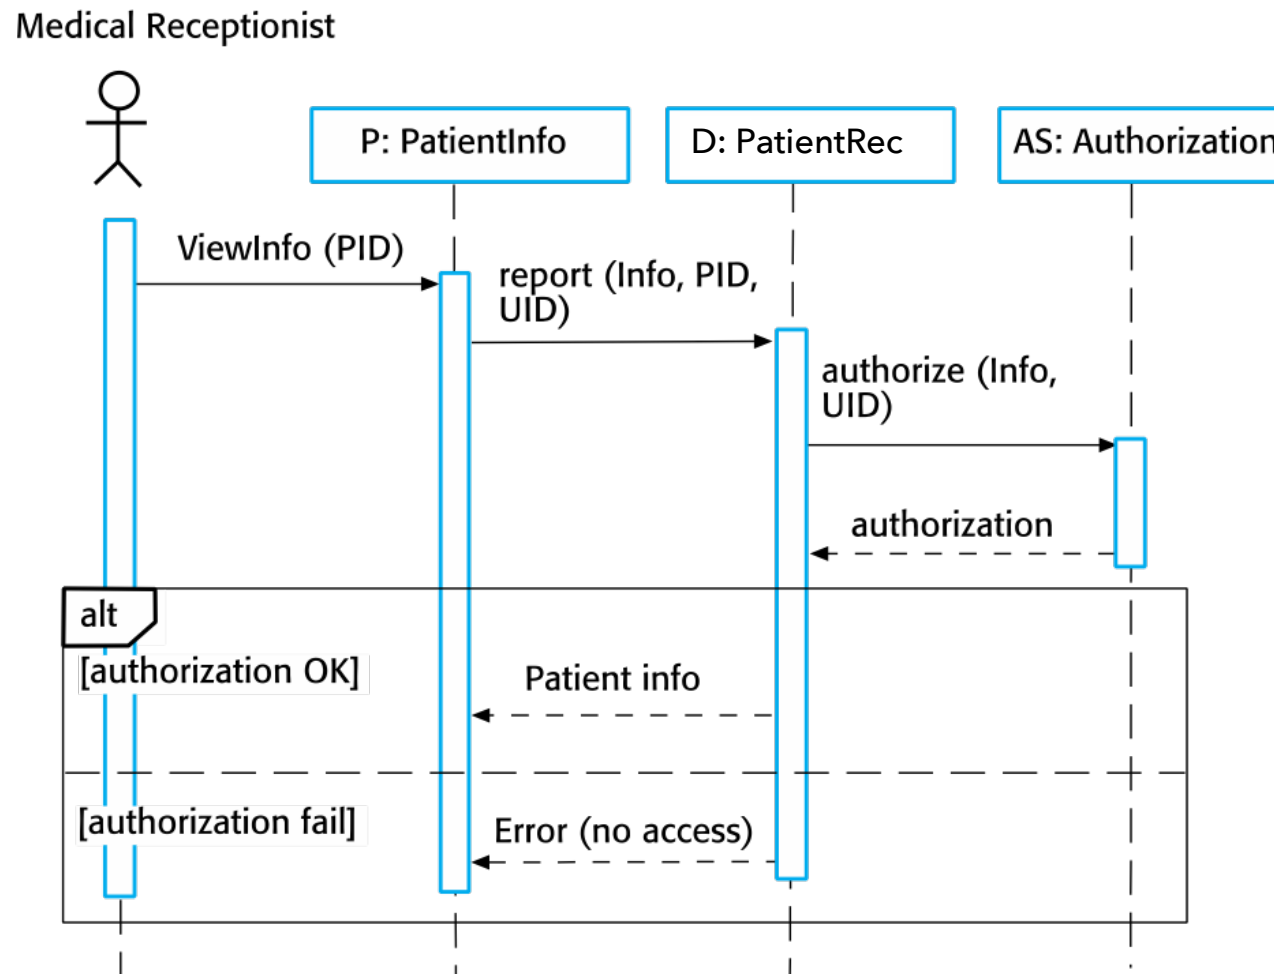 Medical Receptionist
P: PatientInfo
D: PatientRec
AS: Authorization
ViewInfo (PID)
report (Info, PID,
UID)
authorize (Info,
UID)
authorization
alt
[authorization OK]
Patient info
[authorization fail]
Error (no access)